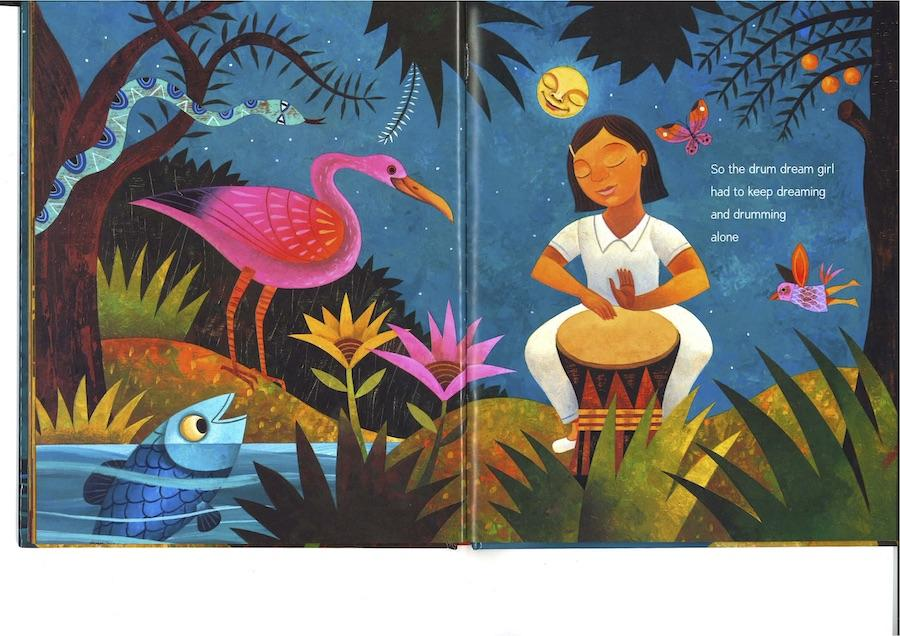 So the drum dream girl
had to keep dreaming
and drumming
alone